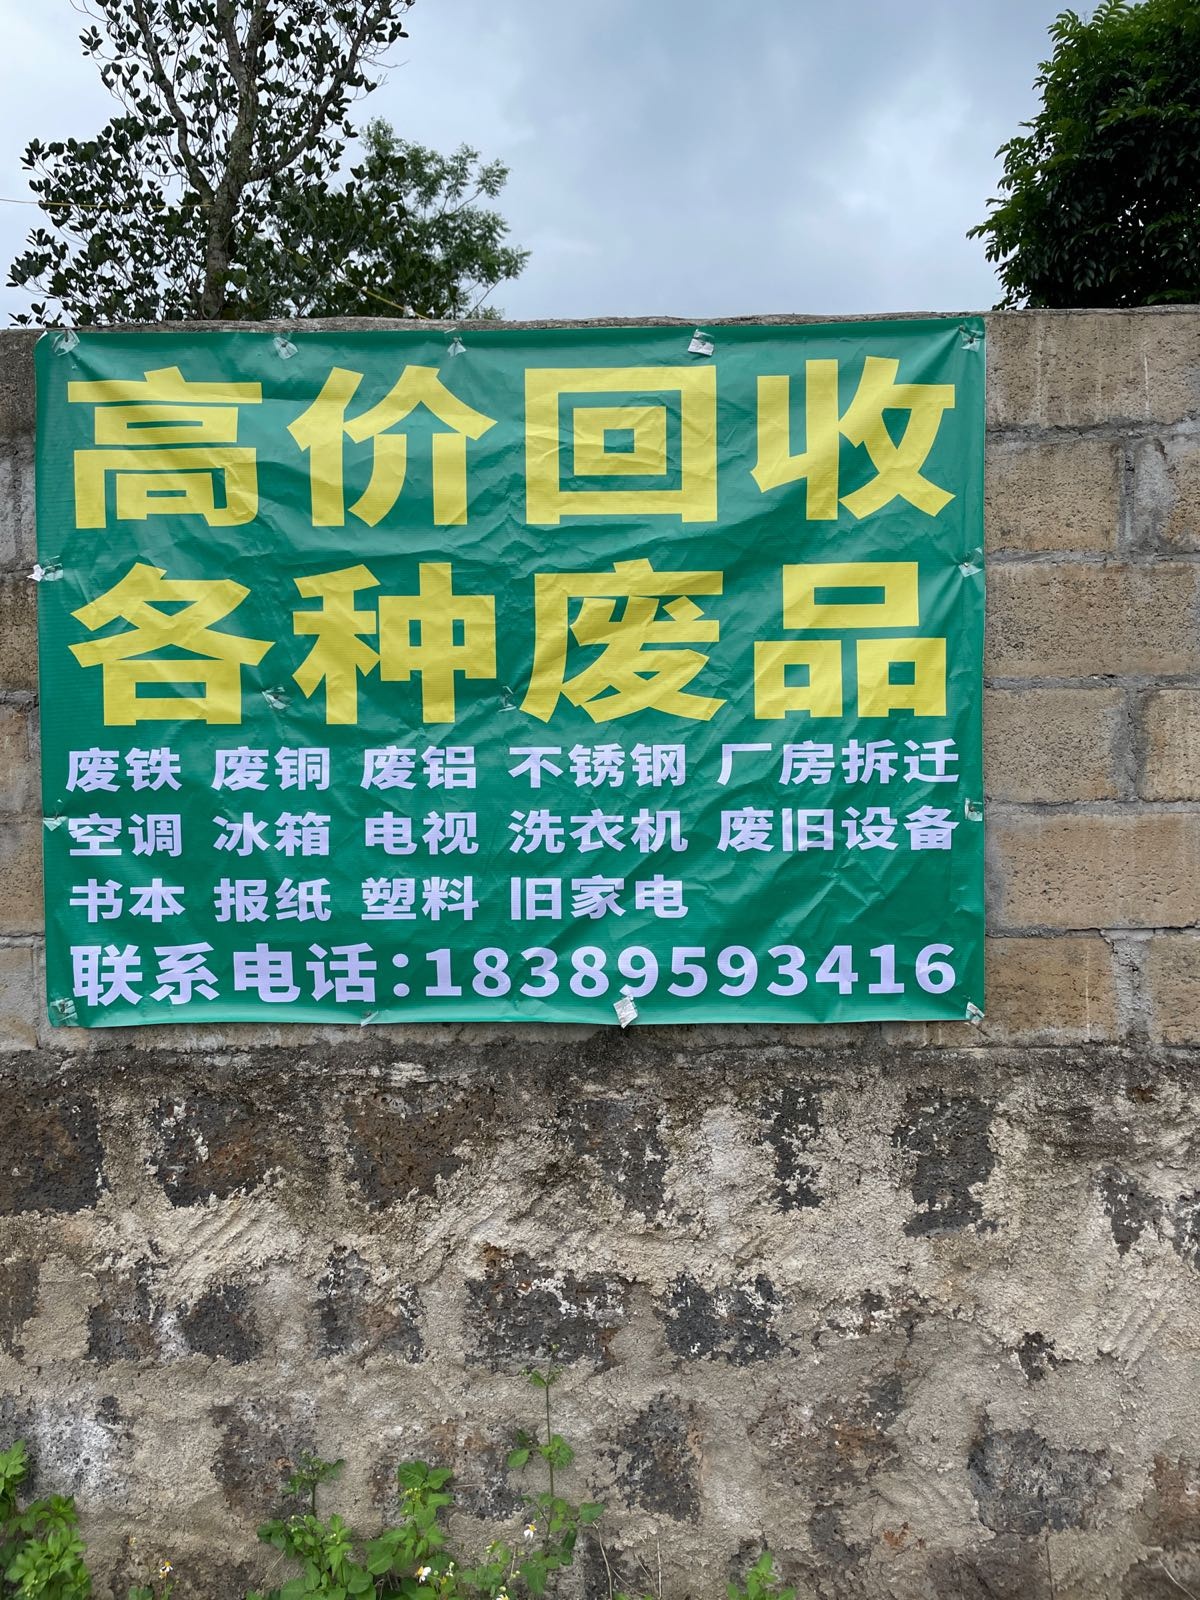 高价回收
各种废品
废铁 废铜 废铝 不锈钢 厂房拆迁
空调 冰箱 电视 洗衣机 废旧设备
书本 报纸 塑料 旧家电
联系电话:18389593416